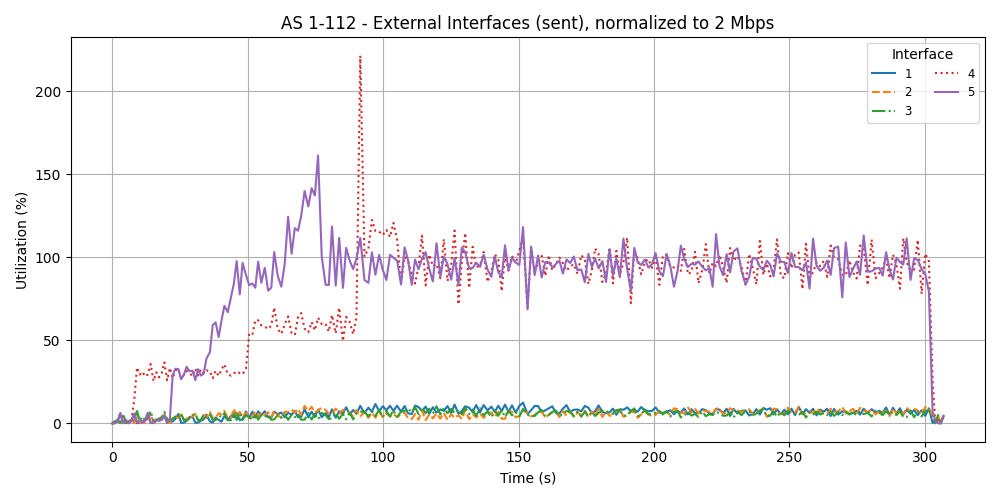 AS 1-112 - External Interfaces (sent), normalized to 2 Mbps
Utilization (%)
200
150
100
50
0
0 50 100 150 200 250 300
Time (s)
Interface
1 4
2 5
3